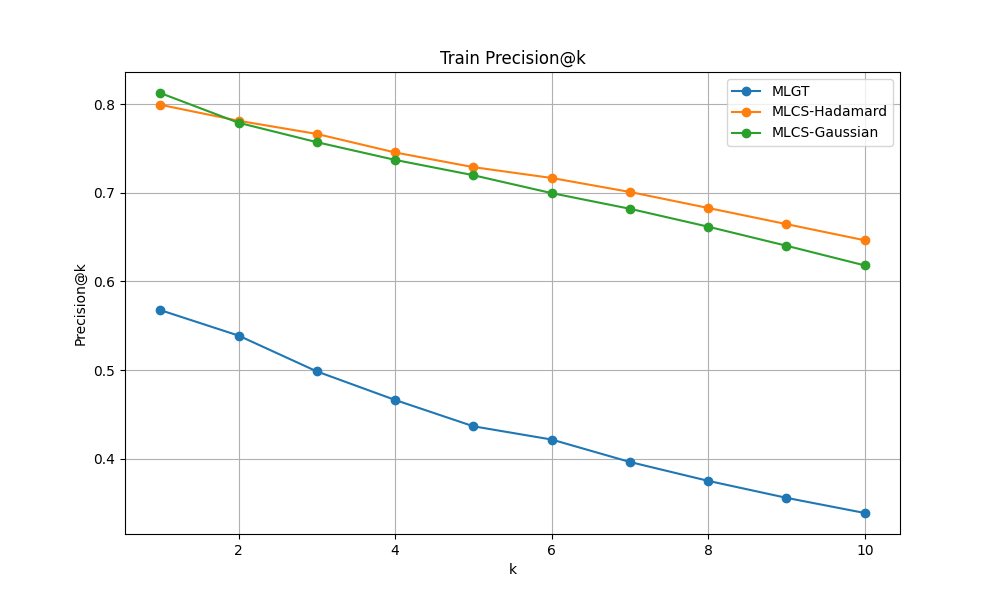 Train Precision@k
MLGT
MLCS-Hadamard
MLCS-Gaussian
Precision@k
0.8
0.7
0.6
0.5
0.4
2 4 6 8 10
k